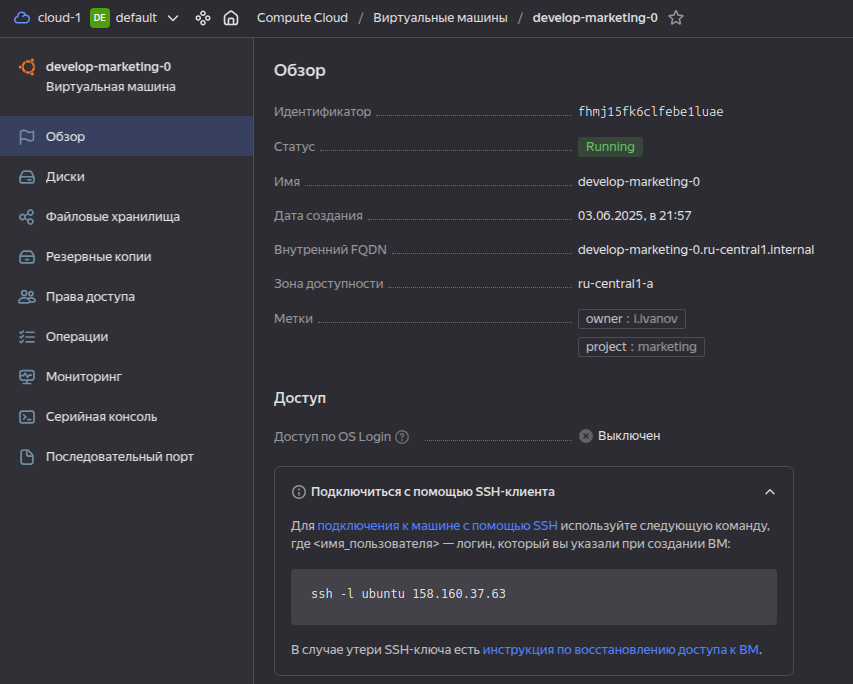 cloud-1 DE default Compute Cloud / Виртуальные машины / develop-marketing-0
develop-marketing-0
Виртуальная машина
Обзор
Диски
Файловые хранилища
Резервные копии
Права доступа
Операции
Мониторинг
Серийная консоль
Последовательный порт
Обзор
Идентификатор fhmj15fk6clfebe1luae
Статус Running
Имя develop-marketing-0
Дата создания 03.06.2025, в 21:57
Внутренний FQDN develop-marketing-0.ru-central1.internal
Зона доступности ru-central1-a
Метки owner : i.ivanov
project : marketing
Доступ
Доступ по OS Login Выключен
Подключиться с помощью SSH-клиента
Для подключения к машине с помощью SSH используйте следующую команду,
где <имя_пользователя> — логин, который вы указали при создании ВМ:
ssh -l ubuntu 158.160.37.63
В случае утери SSH-ключа есть инструкция по восстановлению доступа к ВМ.